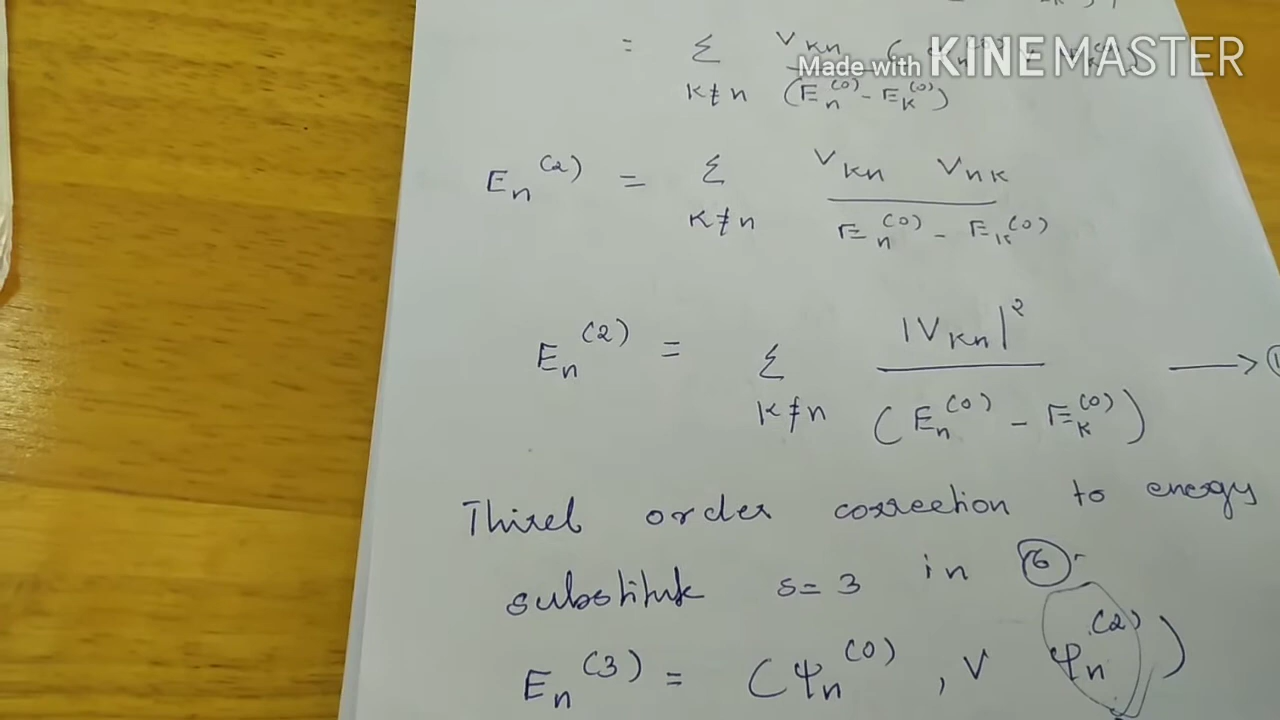 = Σ V_kn
Made with KINEMASTER
k≠n (E_n^(0) - E_k^(0))
E_n^(2) = Σ V_kn V_nk
k≠n E_n^(0) - E_k^(0)
E_n^(2) = Σ |V_kn|^2 →
k≠n (E_n^(0) - E_k^(0))
Third order correction to energy
substitute s=3 in (6).
E_n^(3) = (ψ_n^(0), V ψ_n^(2))